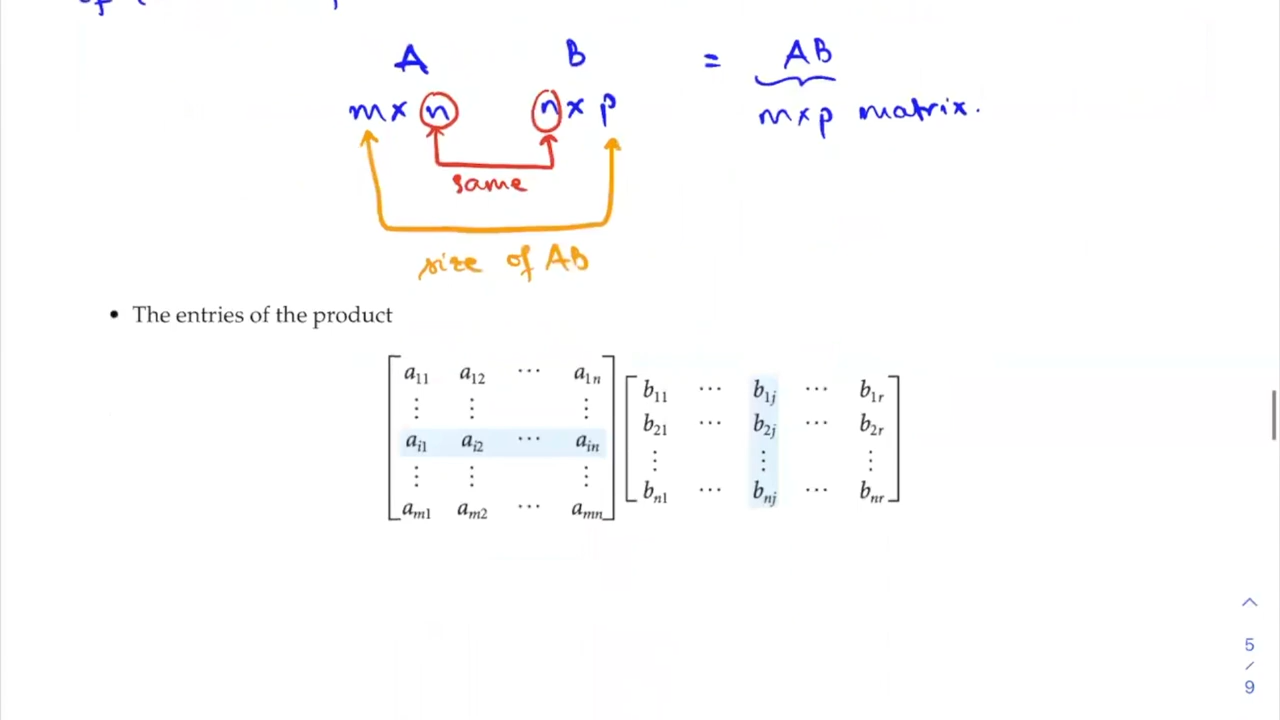 of
A B = AB
m × n n × p m×p matrix.
same
size of AB
• The entries of the product
a11 a12 ⋯ a1n
⋮ ⋮ ⋮
ai1 ai2 ⋯ ain
⋮ ⋮ ⋮
am1 am2 ⋯ amn
b11 ⋯ b1j ⋯ b1r
b21 ⋯ b2j ⋯ b2r
⋮ ⋮ ⋮
bn1 ⋯ bnj ⋯ bnr
5
/
9